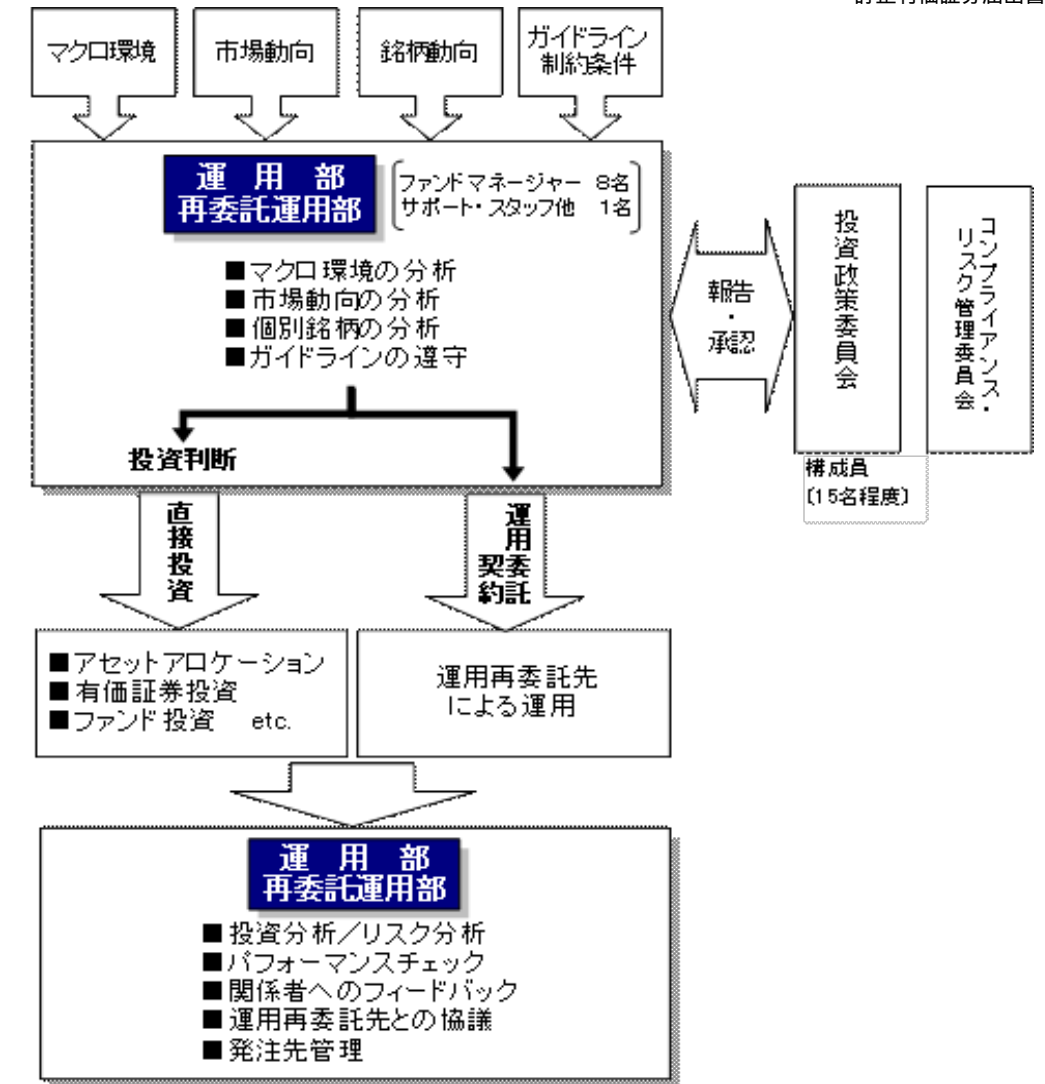 マクロ環境
市場動向
銘柄動向
ガイドライン
制約条件
運用部
再委託運用部
ファンドマネージャー 8名
サポート・スタッフ他 1名
■マクロ環境の分析
■市場動向の分析
■個別銘柄の分析
■ガイドラインの遵守
投資判断
報告
・
承認
投資政策委員会
コンプライアンス・
リスク管理委員会
構成員
(15名程度)
直接投資
運用委託
契約
■アセットアロケーション
■有価証券投資
■ファンド投資 etc.
運用再委託先
による運用
運用部
再委託運用部
■投資分析/リスク分析
■パフォーマンスチェック
■関係者へのフィードバック
■運用再委託先との協議
■発注先管理